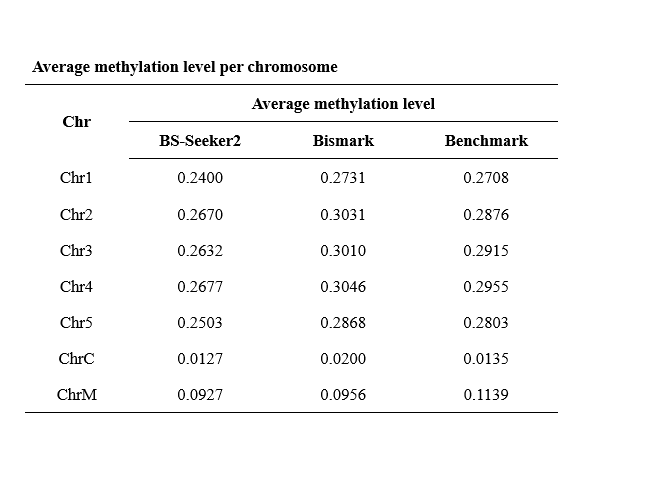 Average methylation level per chromosome
Chr
Average methylation level
BS-Seeker2 Bismark Benchmark
Chr1 0.2400 0.2731 0.2708
Chr2 0.2670 0.3031 0.2876
Chr3 0.2632 0.3010 0.2915
Chr4 0.2677 0.3046 0.2955
Chr5 0.2503 0.2868 0.2803
ChrC 0.0127 0.0200 0.0135
ChrM 0.0927 0.0956 0.1139